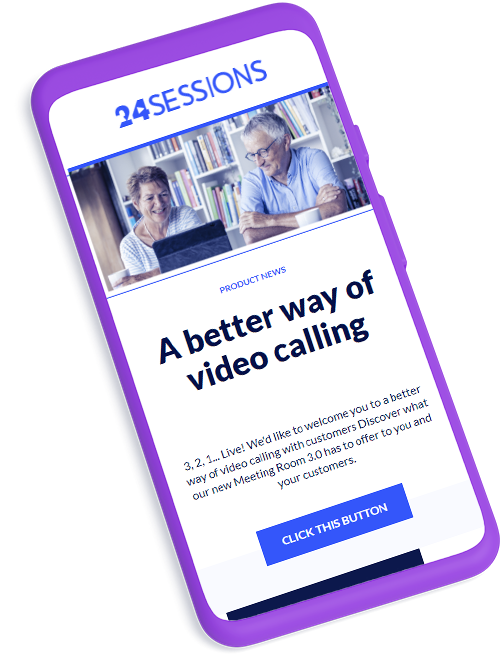 24SESSIONS
PRODUCT NEWS
A better way of
video calling
3, 2, 1... Live! We'd like to welcome you to a better
way of video calling with customers Discover what
our new Meeting Room 3.0 has to offer to you and
your customers.
CLICK THIS BUTTON